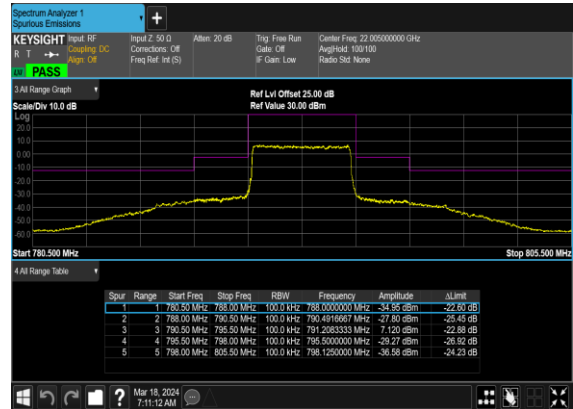 Spectrum Analyzer 1
Spurious Emissions
KEYSIGHT Input: RF Input Z: 50 Ω Atten: 20 dB Trig: Free Run Center Freq: 22.005000000 GHz
R T Coupling: DC Corrections: Off Gate: Off Avg|Hold: 100/100
Align: Off Freq Ref: Int (S) IF Gain: Low Radio Std: None
PASS
3 All Range Graph
Ref Lvl Offset 25.00 dB
Scale/Div 10.0 dB Ref Value 30.00 dBm
Log
20.0
10.0
0.00
-10.0
-20.0
-30.0
-40.0
-50.0
-60.0
Start 780.500 MHz Stop 805.500 MHz
4 All Range Table
Spur Range Start Freq Stop Freq RBW Frequency Amplitude ΔLimit
1 1 780.50 MHz 788.00 MHz 100.0 kHz 788.0000000 MHz -34.95 dBm -22.60 dB
2 2 788.00 MHz 790.50 MHz 100.0 kHz 790.4916667 MHz -27.80 dBm -25.45 dB
3 3 790.50 MHz 795.50 MHz 100.0 kHz 791.2083333 MHz 7.120 dBm -22.88 dB
4 4 795.50 MHz 798.00 MHz 100.0 kHz 795.5000000 MHz -29.27 dBm -26.92 dB
5 5 798.00 MHz 805.50 MHz 100.0 kHz 798.1250000 MHz -36.58 dBm -24.23 dB
Mar 18, 2024
7:11:12 AM